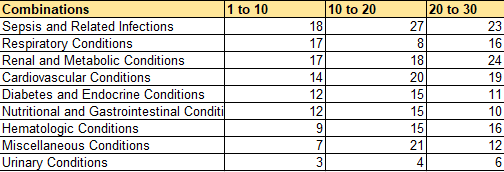 Combinations 1 to 10 10 to 20 20 to 30
Sepsis and Related Infections 18 27 23
Respiratory Conditions 17 8 16
Renal and Metabolic Conditions 17 18 24
Cardiovascular Conditions 14 20 19
Diabetes and Endocrine Conditions 12 15 11
Nutritional and Gastrointestinal Conditi 12 15 10
Hematologic Conditions 9 15 16
Miscellaneous Conditions 7 21 12
Urinary Conditions 3 4 6